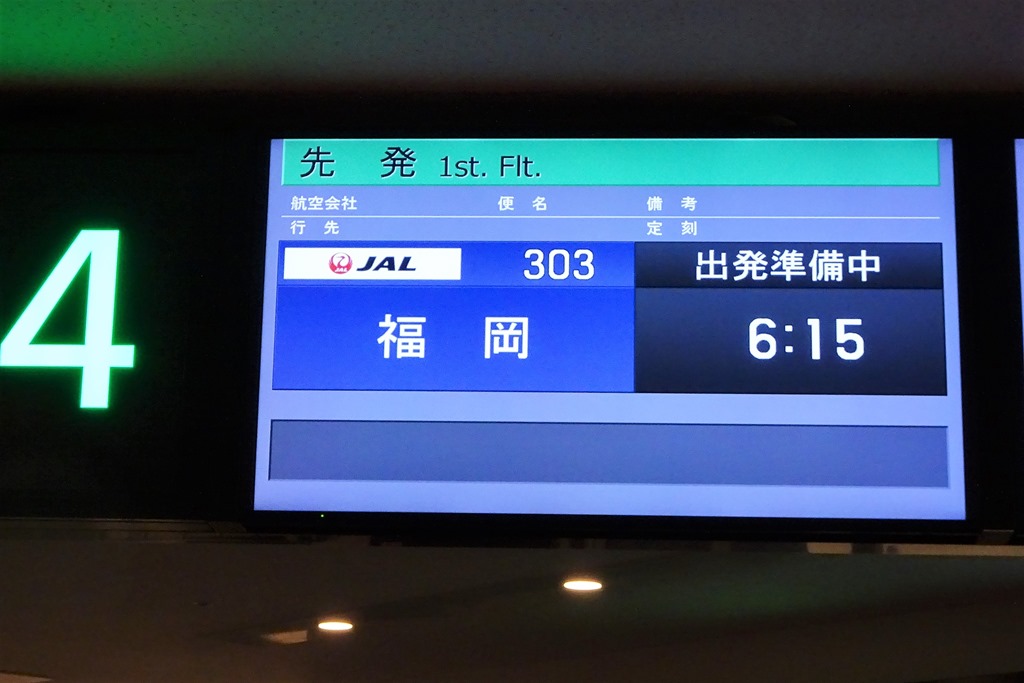 4
先 発 1st. Flt.
航空会社 便 名 備 考
行 先 定 刻
JAL 303 出発準備中
福 岡 6:15